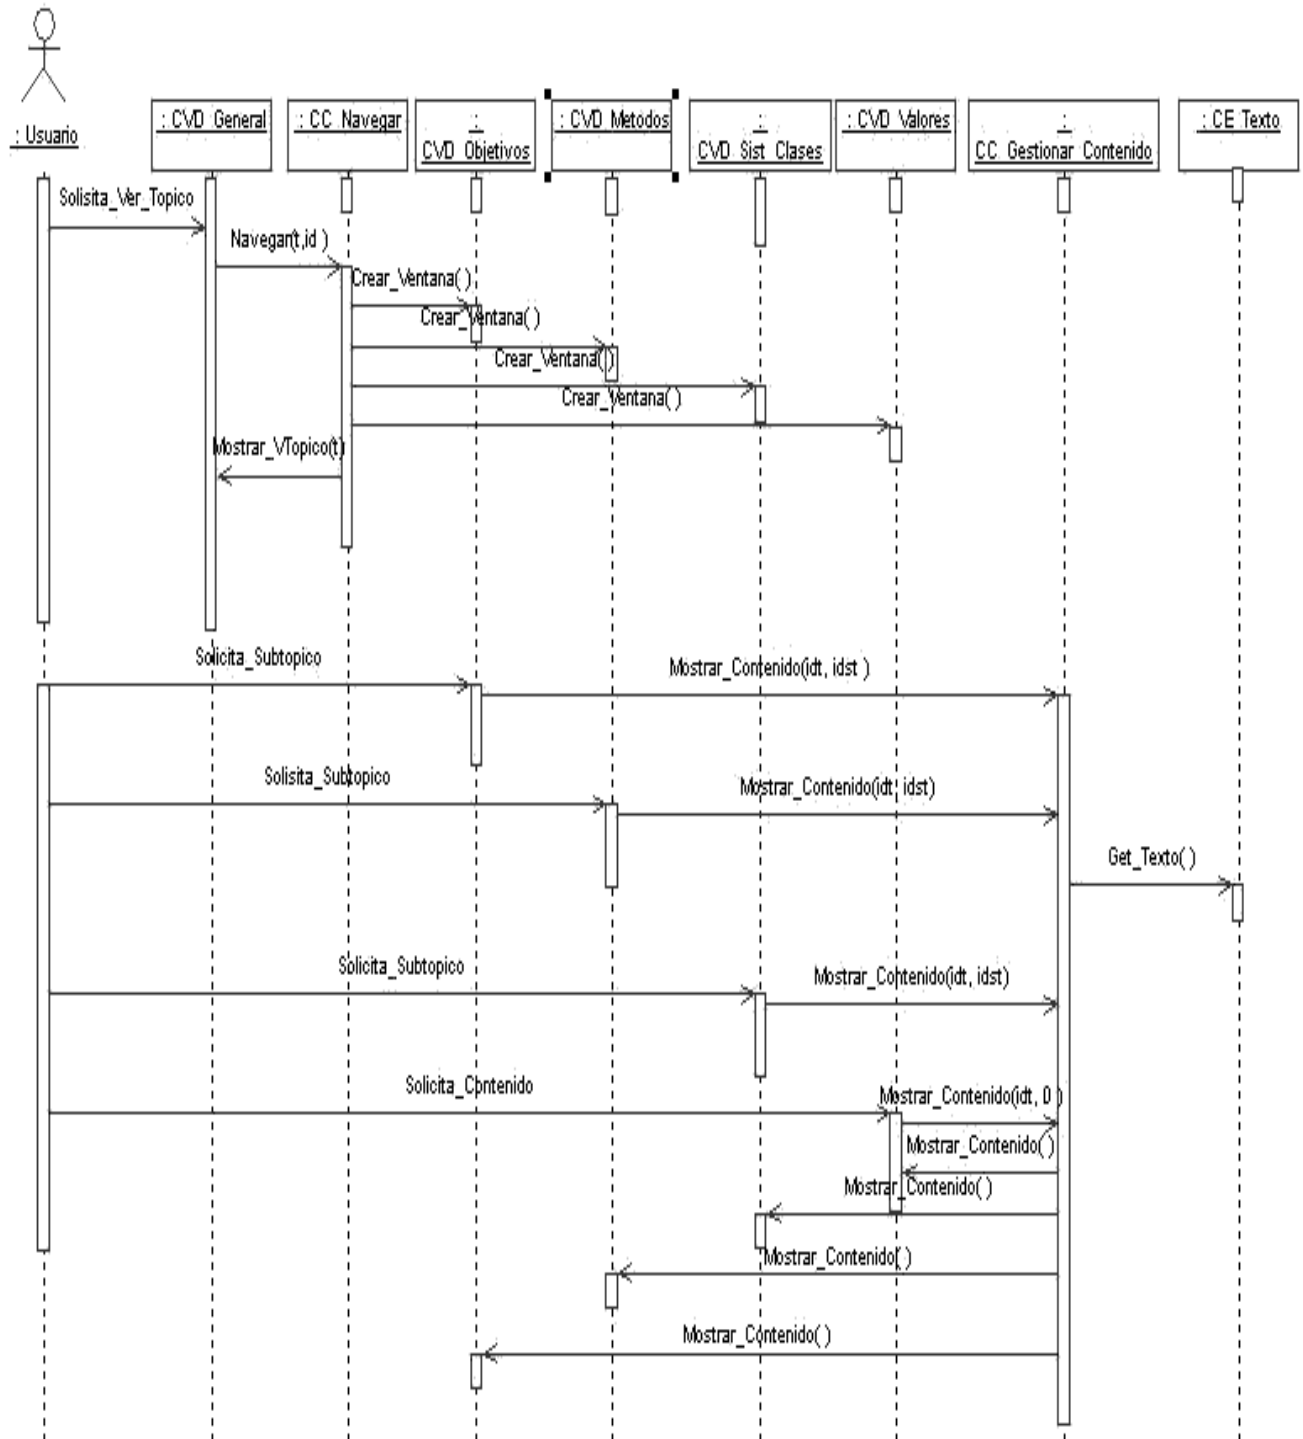 : Usuario
: CVD_General
: CC_Navegar
:
CVD_Objetivos
: CVD_Metodos
:
CVD_Sist_Clases
: CVD_Valores
:
CC_Gestionar_Contenido
: CE_Texto
Solisita_Ver_Topico
Navegar(t,id )
Crear_Ventana( )
Crear_Ventana( )
Crear_Ventana( )
Crear_Ventana( )
Mostrar_VTopico(t)
Solicita_Subtopico
Mostrar_Contenido(idt, idst )
Solisita_Subtopico
Mostrar_Contenido(idt, idst)
Get_Texto( )
Solicita_Subtopico
Mostrar_Contenido(idt, idst)
Solicita_Contenido
Mostrar_Contenido(idt, 0 )
Mostrar_Contenido( )
Mostrar_Contenido( )
Mostrar_Contenido( )
Mostrar_Contenido( )